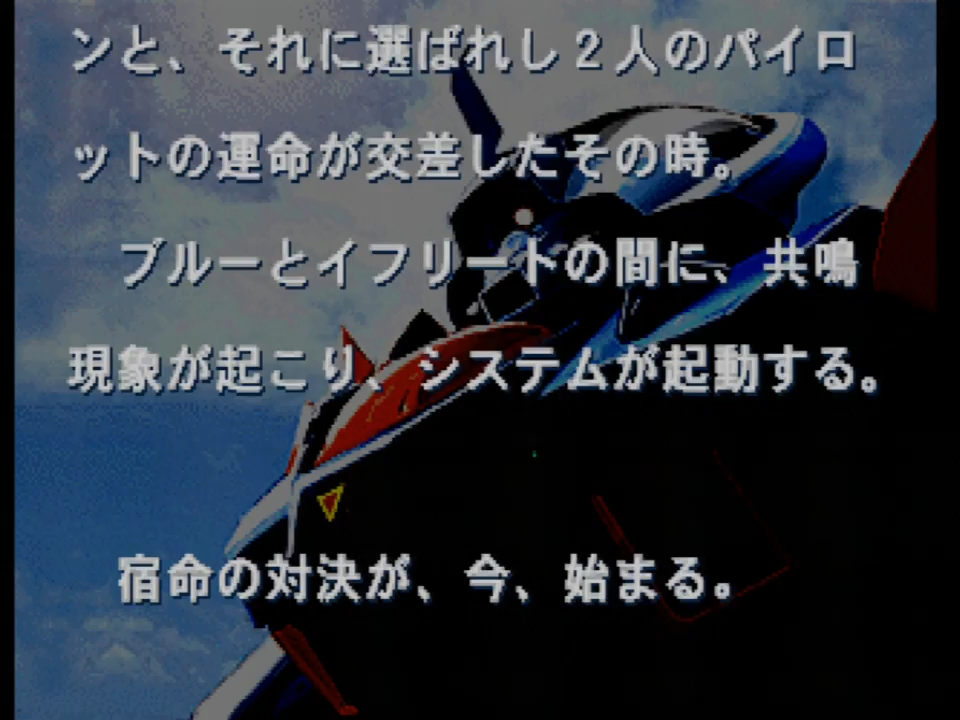 ンと、それに選ばれし２人のパイロ
ットの運命が交差したその時。
ブルーとイフリートの間に、共鳴
現象が起こり、システムが起動する。
宿命の対決が、今、始まる。